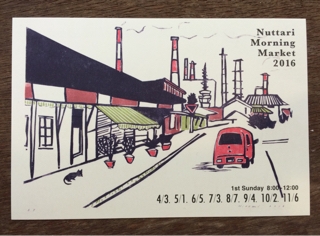 Nuttari
Morning
Market
2016
1st Sunday 8:00-12:00
4/3. 5/1. 6/5. 7/3. 8/7. 9/4. 10/2. 11/6